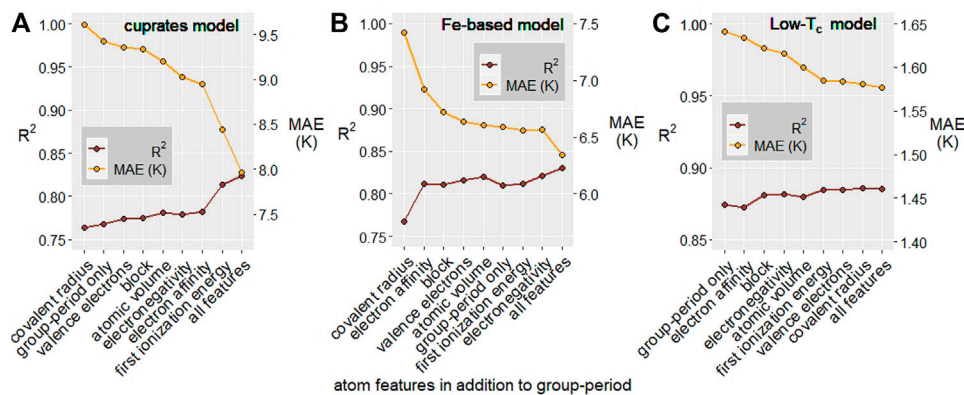 A
cuprates model
R²
1.00
0.95
0.90
0.85
0.80
0.75
R²
MAE (K)
9.5
9.0
8.5
8.0
7.5
MAE
(K)
covalent radius
group-period only
valence electrons
block
atomic volume
electronegativity
electron affinity
first ionization energy
all features
B
Fe-based model
R²
1.00
0.95
0.90
0.85
0.80
0.75
R²
MAE (K)
7.5
7.0
6.5
6.0
MAE
(K)
covalent radius
electron affinity
block
valence electrons
atomic volume
group-period only
first ionization energy
electronegativity
all features
C
Low-Tc model
R²
1.00
0.95
0.90
0.85
R²
MAE (K)
1.65
1.60
1.55
1.50
1.45
1.40
MAE
(K)
group-period only
electron affinity
block
electronegativity
atomic volume
first ionization energy
valence electrons
covalent radius
all features
atom features in addition to group-period